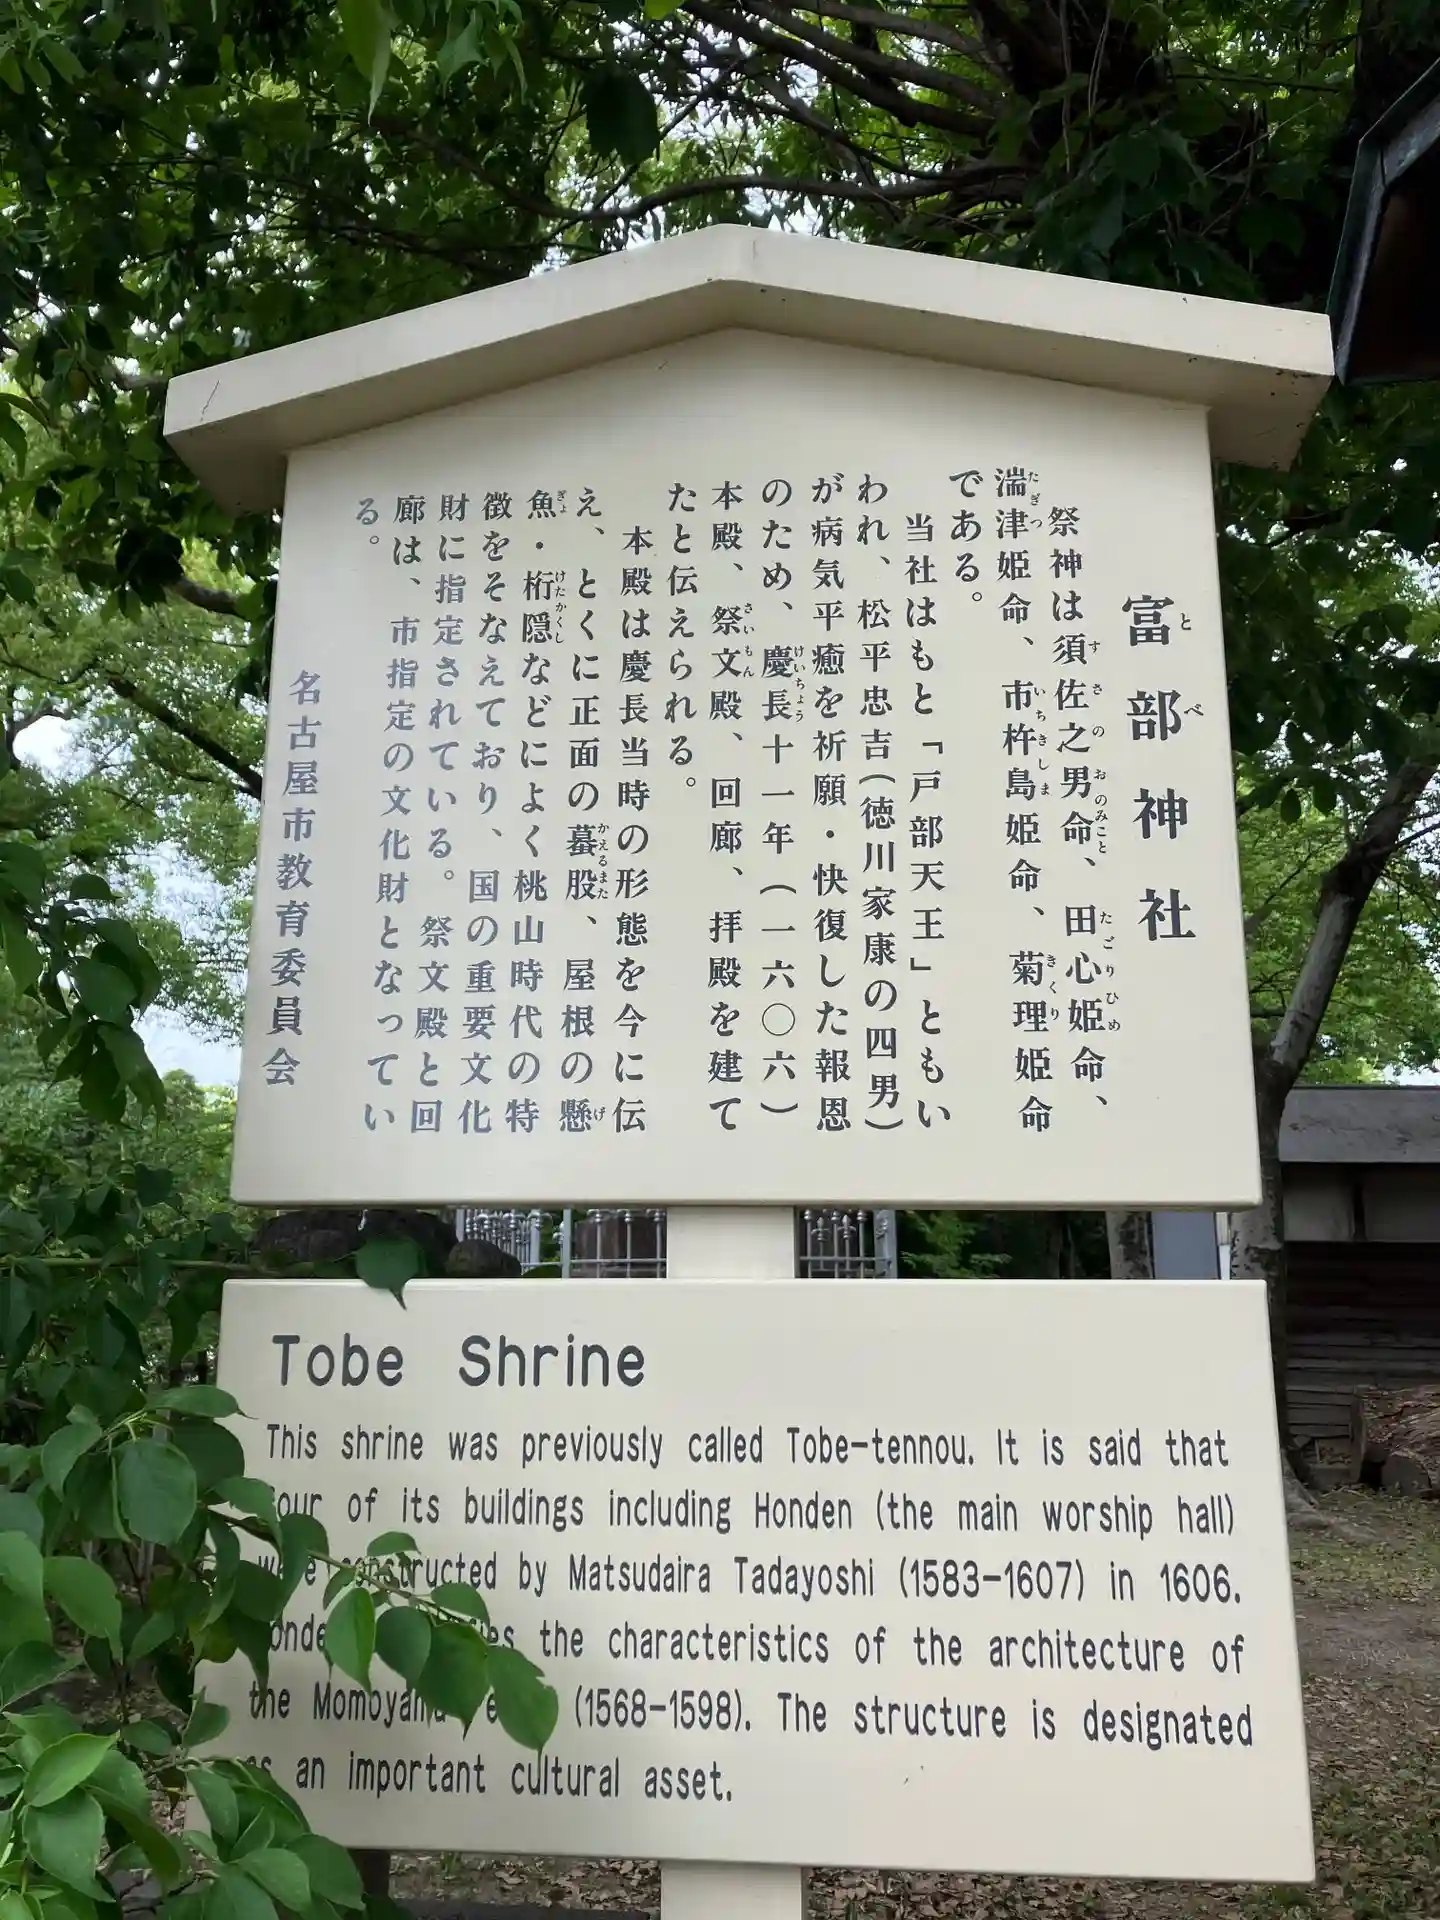 富部神社
祭神は須佐之男命、田心姫命、
湍津姫命、市杵島姫命、菊理姫命
である。
当社はもと「戸部天王」ともい
われ、松平忠吉(徳川家康の四男)
が病気平癒を祈願・快復した報恩
のため、慶長十一年(一六〇六)
本殿、祭文殿、回廊、拝殿を建て
たと伝えられる。
本殿は慶長当時の形態を今に伝
え、とくに正面の蟇股、屋根の懸
魚・桁隠などによく桃山時代の特
徴をそなえており、国の重要文化
財に指定されている。祭文殿と回
廊は、市指定の文化財となってい
る。
名古屋市教育委員会
Tobe Shrine
This shrine was previously called Tobe-tennou. It is said that
four of its buildings including Honden (the main worship hall)
were constructed by Matsudaira Tadayoshi (1583-1607) in 1606.
the characteristics of the architecture of
the Momoyama (1568-1598). The structure is designated
as an important cultural asset.